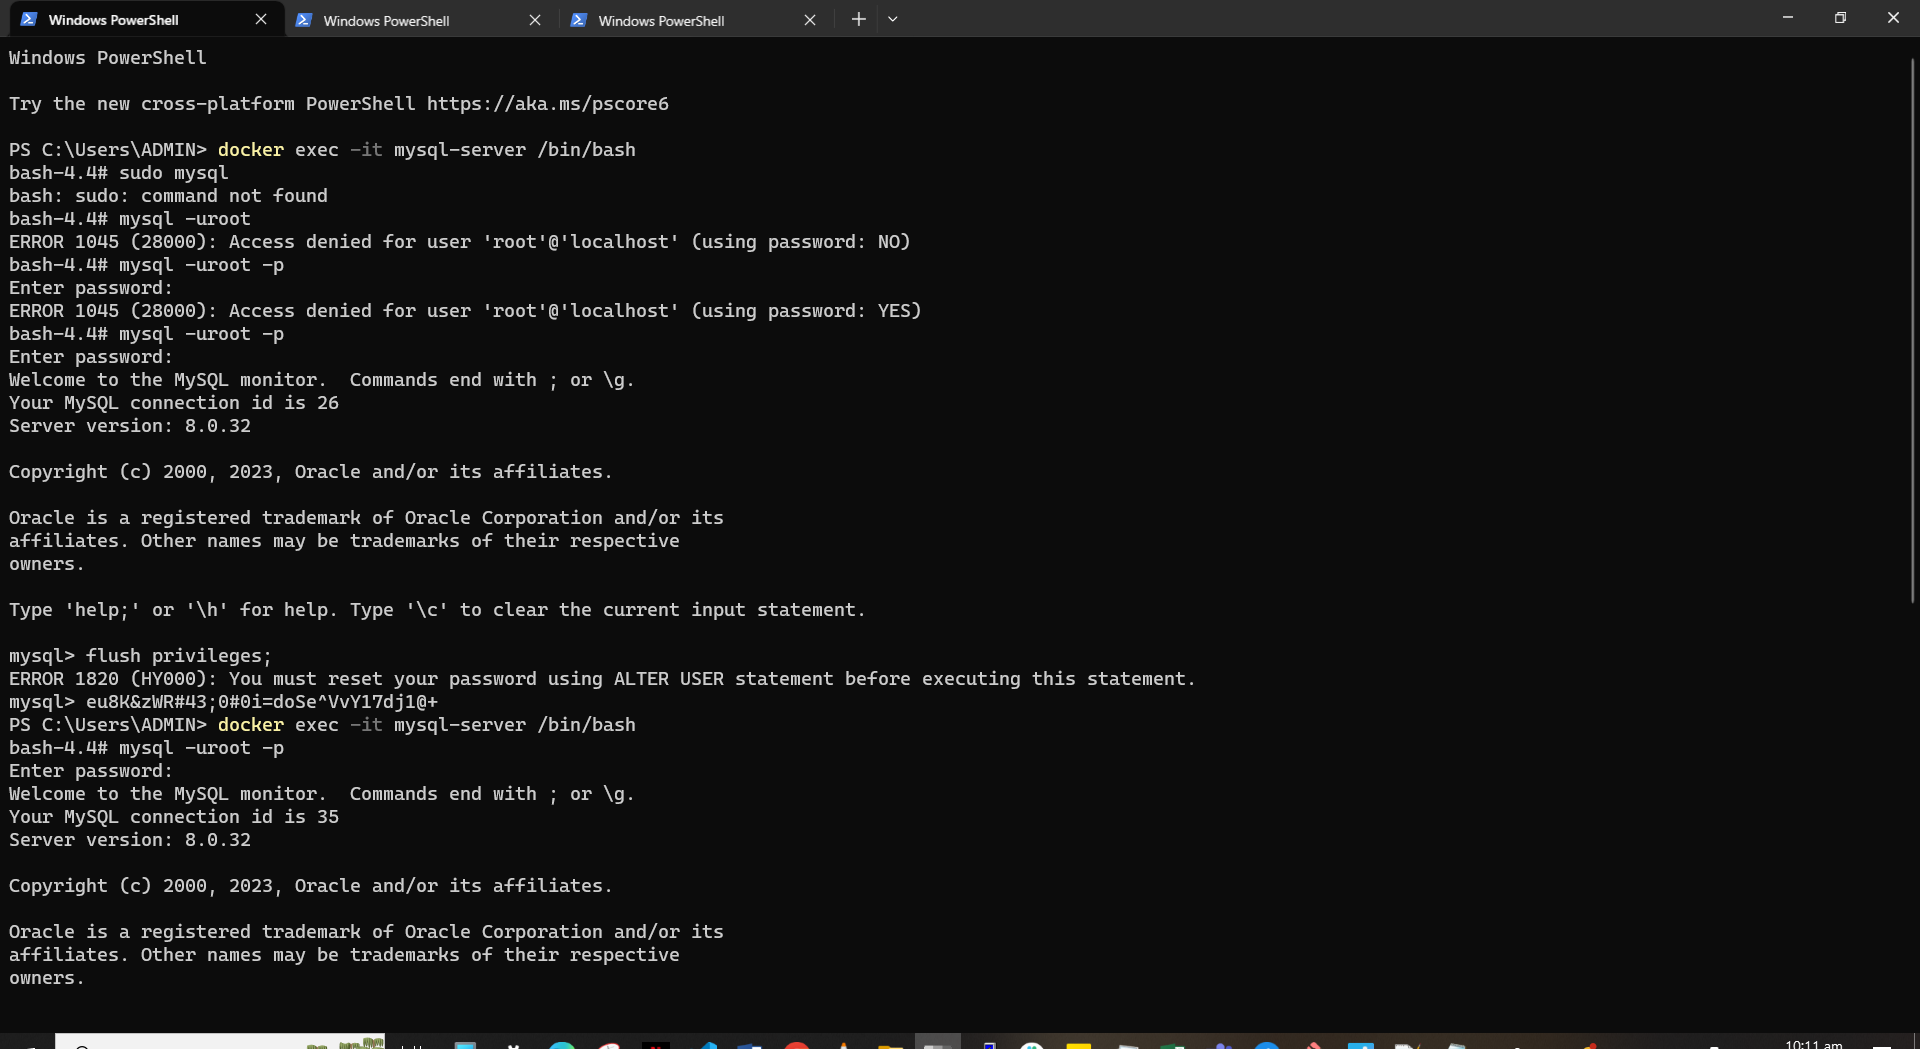 Windows PowerShell
Windows PowerShell
Windows PowerShell
Windows PowerShell
Try the new cross-platform PowerShell https://aka.ms/pscore6
PS C:\Users\ADMIN> docker exec -it mysql-server /bin/bash
bash-4.4# sudo mysql
bash: sudo: command not found
bash-4.4# mysql -uroot
ERROR 1045 (28000): Access denied for user 'root'@'localhost' (using password: NO)
bash-4.4# mysql -uroot -p
Enter password:
ERROR 1045 (28000): Access denied for user 'root'@'localhost' (using password: YES)
bash-4.4# mysql -uroot -p
Enter password:
Welcome to the MySQL monitor.  Commands end with ; or \g.
Your MySQL connection id is 26
Server version: 8.0.32
Copyright (c) 2000, 2023, Oracle and/or its affiliates.
Oracle is a registered trademark of Oracle Corporation and/or its
affiliates. Other names may be trademarks of their respective
owners.
Type 'help;' or '\h' for help. Type '\c' to clear the current input statement.
mysql> flush privileges;
ERROR 1820 (HY000): You must reset your password using ALTER USER statement before executing this statement.
mysql> eu8K&zWR#43;0#0i=doSe^VvY17dj1@+
PS C:\Users\ADMIN> docker exec -it mysql-server /bin/bash
bash-4.4# mysql -uroot -p
Enter password:
Welcome to the MySQL monitor.  Commands end with ; or \g.
Your MySQL connection id is 35
Server version: 8.0.32
Copyright (c) 2000, 2023, Oracle and/or its affiliates.
Oracle is a registered trademark of Oracle Corporation and/or its
affiliates. Other names may be trademarks of their respective
owners.
10:11 am